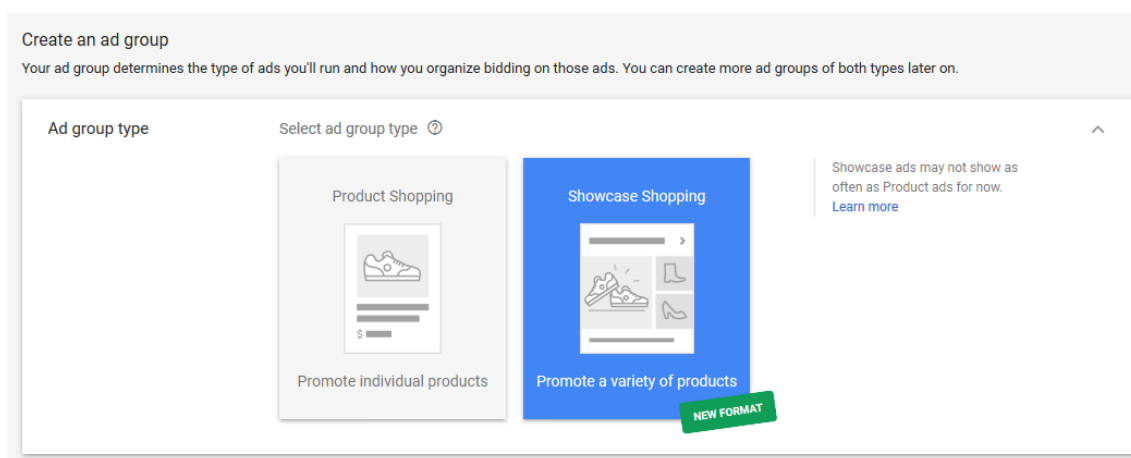 Create an ad group
Your ad group determines the type of ads you'll run and how you organize bidding on those ads. You can create more ad groups of both types later on.
Ad group type
Select ad group type
Product Shopping
$
Promote individual products
Showcase Shopping
Promote a variety of products
NEW FORMAT
Showcase ads may not show as
often as Product ads for now.
Learn more